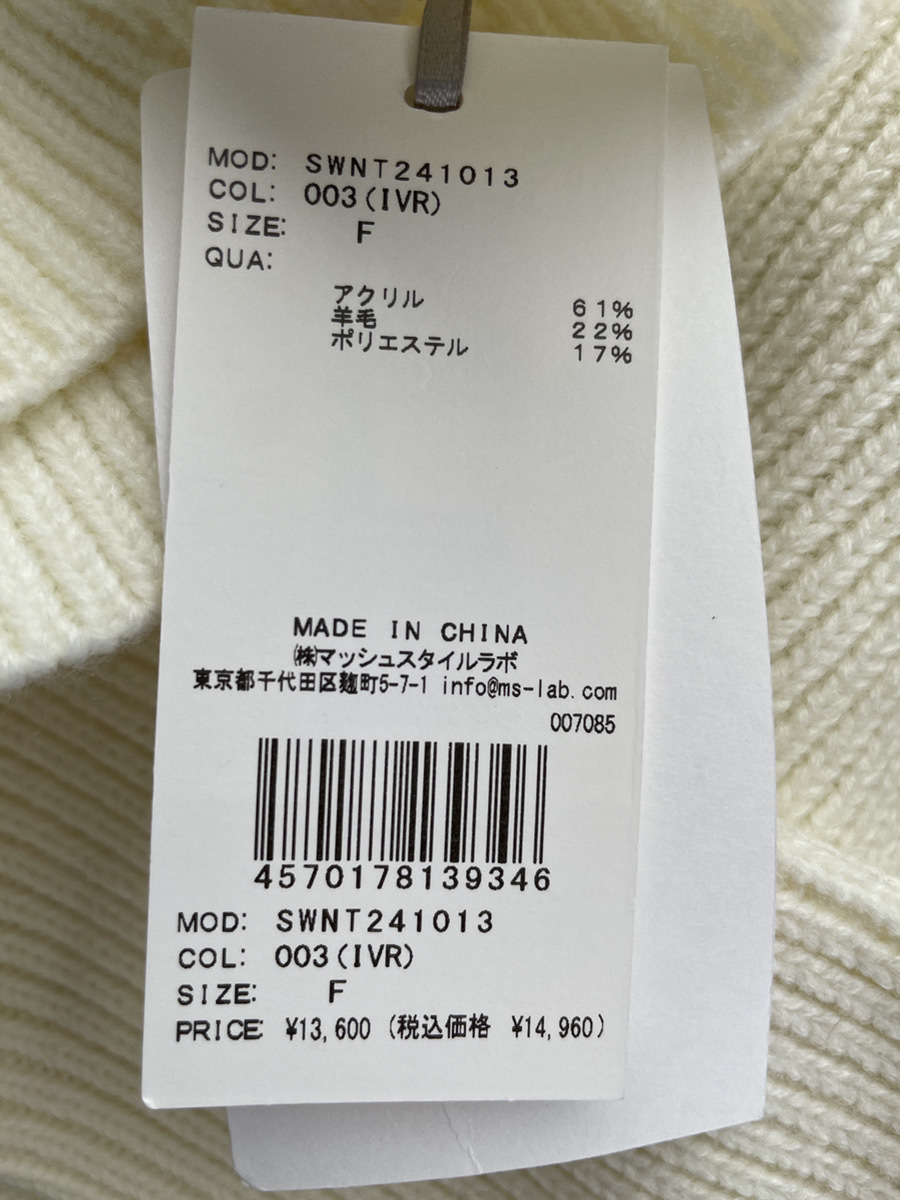 MOD: SWNT241013
COL: 003(IVR)
SIZE: F
QUA:
アクリル 61%
羊毛 22%
ポリエステル 17%
MADE IN CHINA
㈱マッシュスタイルラボ
東京都千代田区麹町5-7-1 info@ms-lab.com
007085
4570178139346
MOD: SWNT241013
COL: 003(IVR)
SIZE: F
PRICE: ¥13,600 (税込価格 ¥14,960)